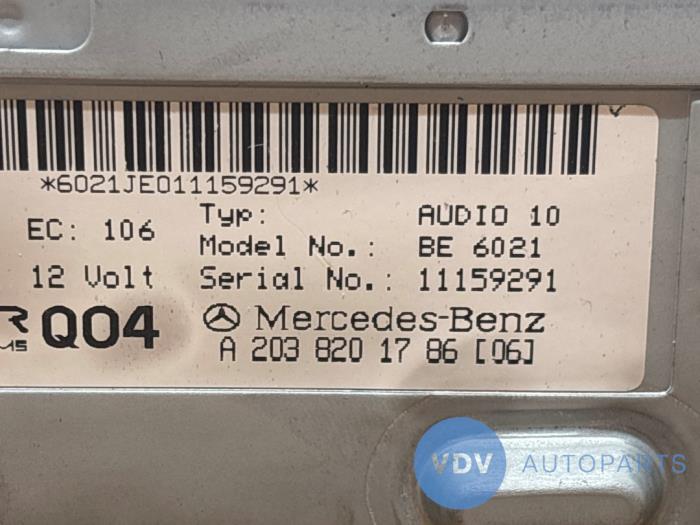 *6021JE011159291*
Typ: AUDIO 10
EC: 106
Model No.: BE 6021
12 Volt
Serial No.: 11159291
Q04
Mercedes-Benz
A 203 820 17 86 [06]
VDV AUTOPARTS